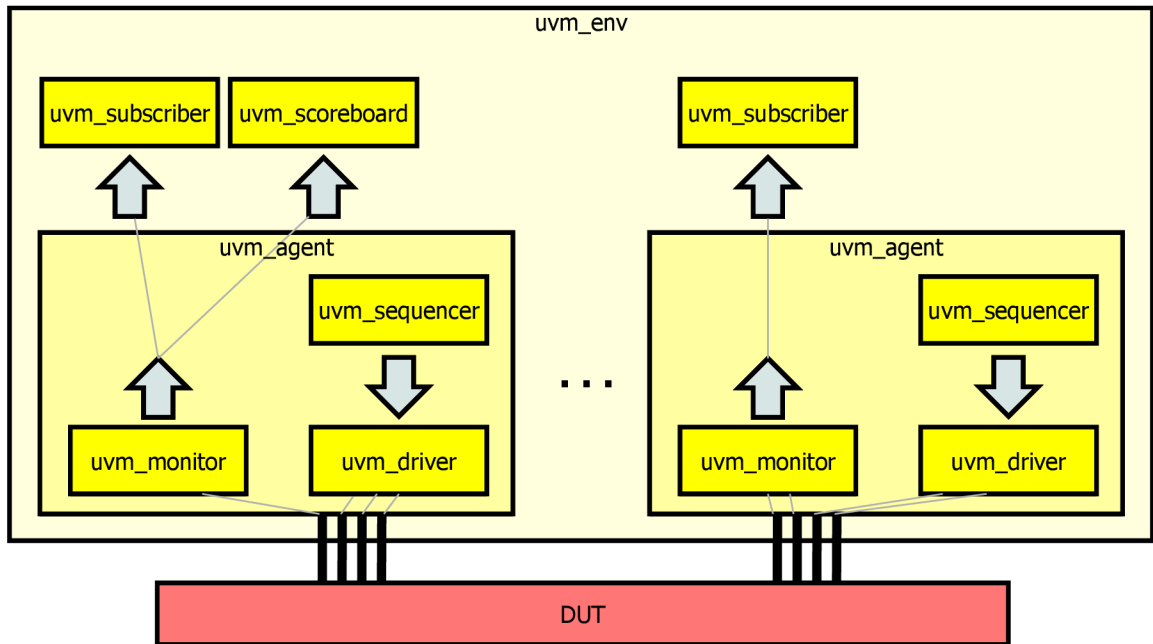 uvm_env
uvm_subscriber
uvm_scoreboard
uvm_subscriber
uvm_agent
uvm_agent
uvm_sequencer
uvm_sequencer
...
uvm_monitor
uvm_driver
uvm_monitor
uvm_driver
DUT